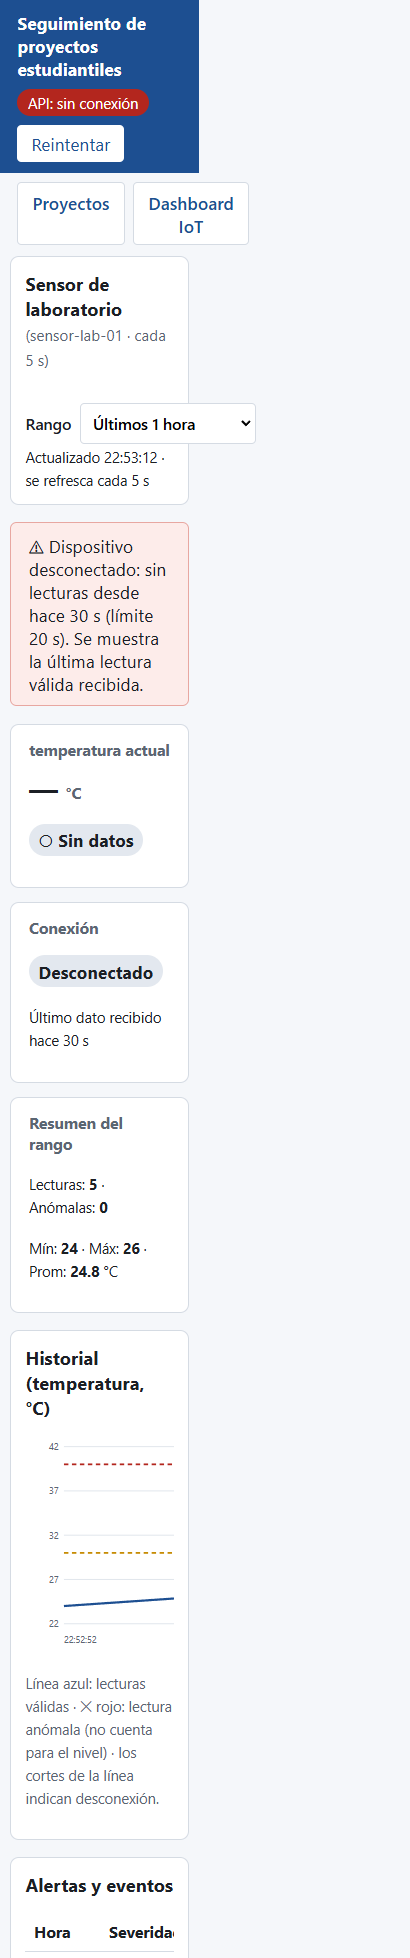 Seguimiento de
proyectos
estudiantiles
API: sin conexión
Reintentar
Proyectos
Dashboard
IoT
Sensor de
laboratorio
(sensor-lab-01 · cada
5 s)
Rango
Últimos 1 hora
Actualizado 22:53:12 ·
se refresca cada 5 s
⚠ Dispositivo
desconectado: sin
lecturas desde
hace 30 s (límite
20 s). Se muestra
la última lectura
válida recibida.
temperatura actual
— °C
○ Sin datos
Conexión
Desconectado
Último dato recibido
hace 30 s
Resumen del
rango
Lecturas: 5 ·
Anómalas: 0
Mín: 24 · Máx: 26 ·
Prom: 24.8 °C
Historial
(temperatura,
°C)
42
37
32
27
22
22:52:52
Línea azul: lecturas
válidas · ✕ rojo: lectura
anómala (no cuenta
para el nivel) · los
cortes de la línea
indican desconexión.
Alertas y eventos
Hora Severida